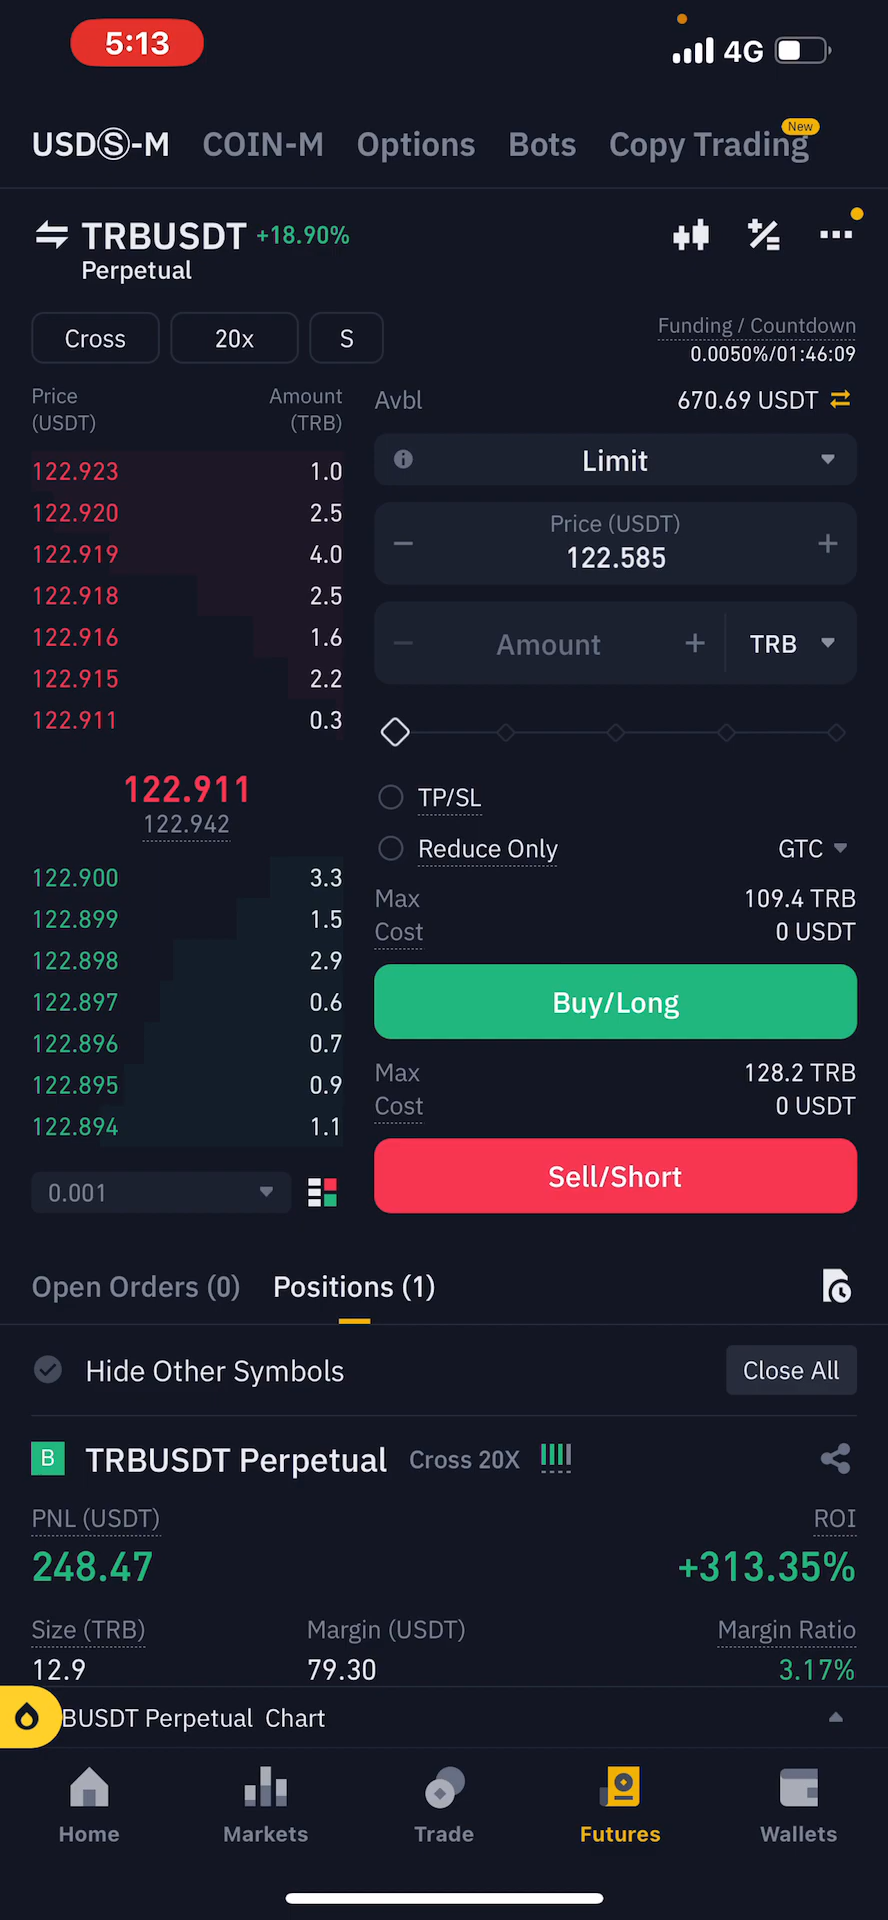 5:13
4G
USDⓈ-M COIN-M Options Bots Copy Trading New
TRBUSDT +18.90%
Perpetual
Cross 20x S
Funding / Countdown
0.0050%/01:46:09
Price Amount
(USDT) (TRB)
Avbl 670.69 USDT
122.923 1.0
122.920 2.5
122.919 4.0
122.918 2.5
122.916 1.6
122.915 2.2
122.911 0.3
122.911
122.942
122.900 3.3
122.899 1.5
122.898 2.9
122.897 0.6
122.896 0.7
122.895 0.9
122.894 1.1
0.001
Limit
Price (USDT)
122.585
Amount TRB
TP/SL
Reduce Only GTC
Max 109.4 TRB
Cost 0 USDT
Buy/Long
Max 128.2 TRB
Cost 0 USDT
Sell/Short
Open Orders (0) Positions (1)
Hide Other Symbols Close All
B TRBUSDT Perpetual Cross 20X
PNL (USDT) ROI
248.47 +313.35%
Size (TRB) Margin (USDT) Margin Ratio
12.9 79.30 3.17%
BUSDT Perpetual Chart
Home Markets Trade Futures Wallets